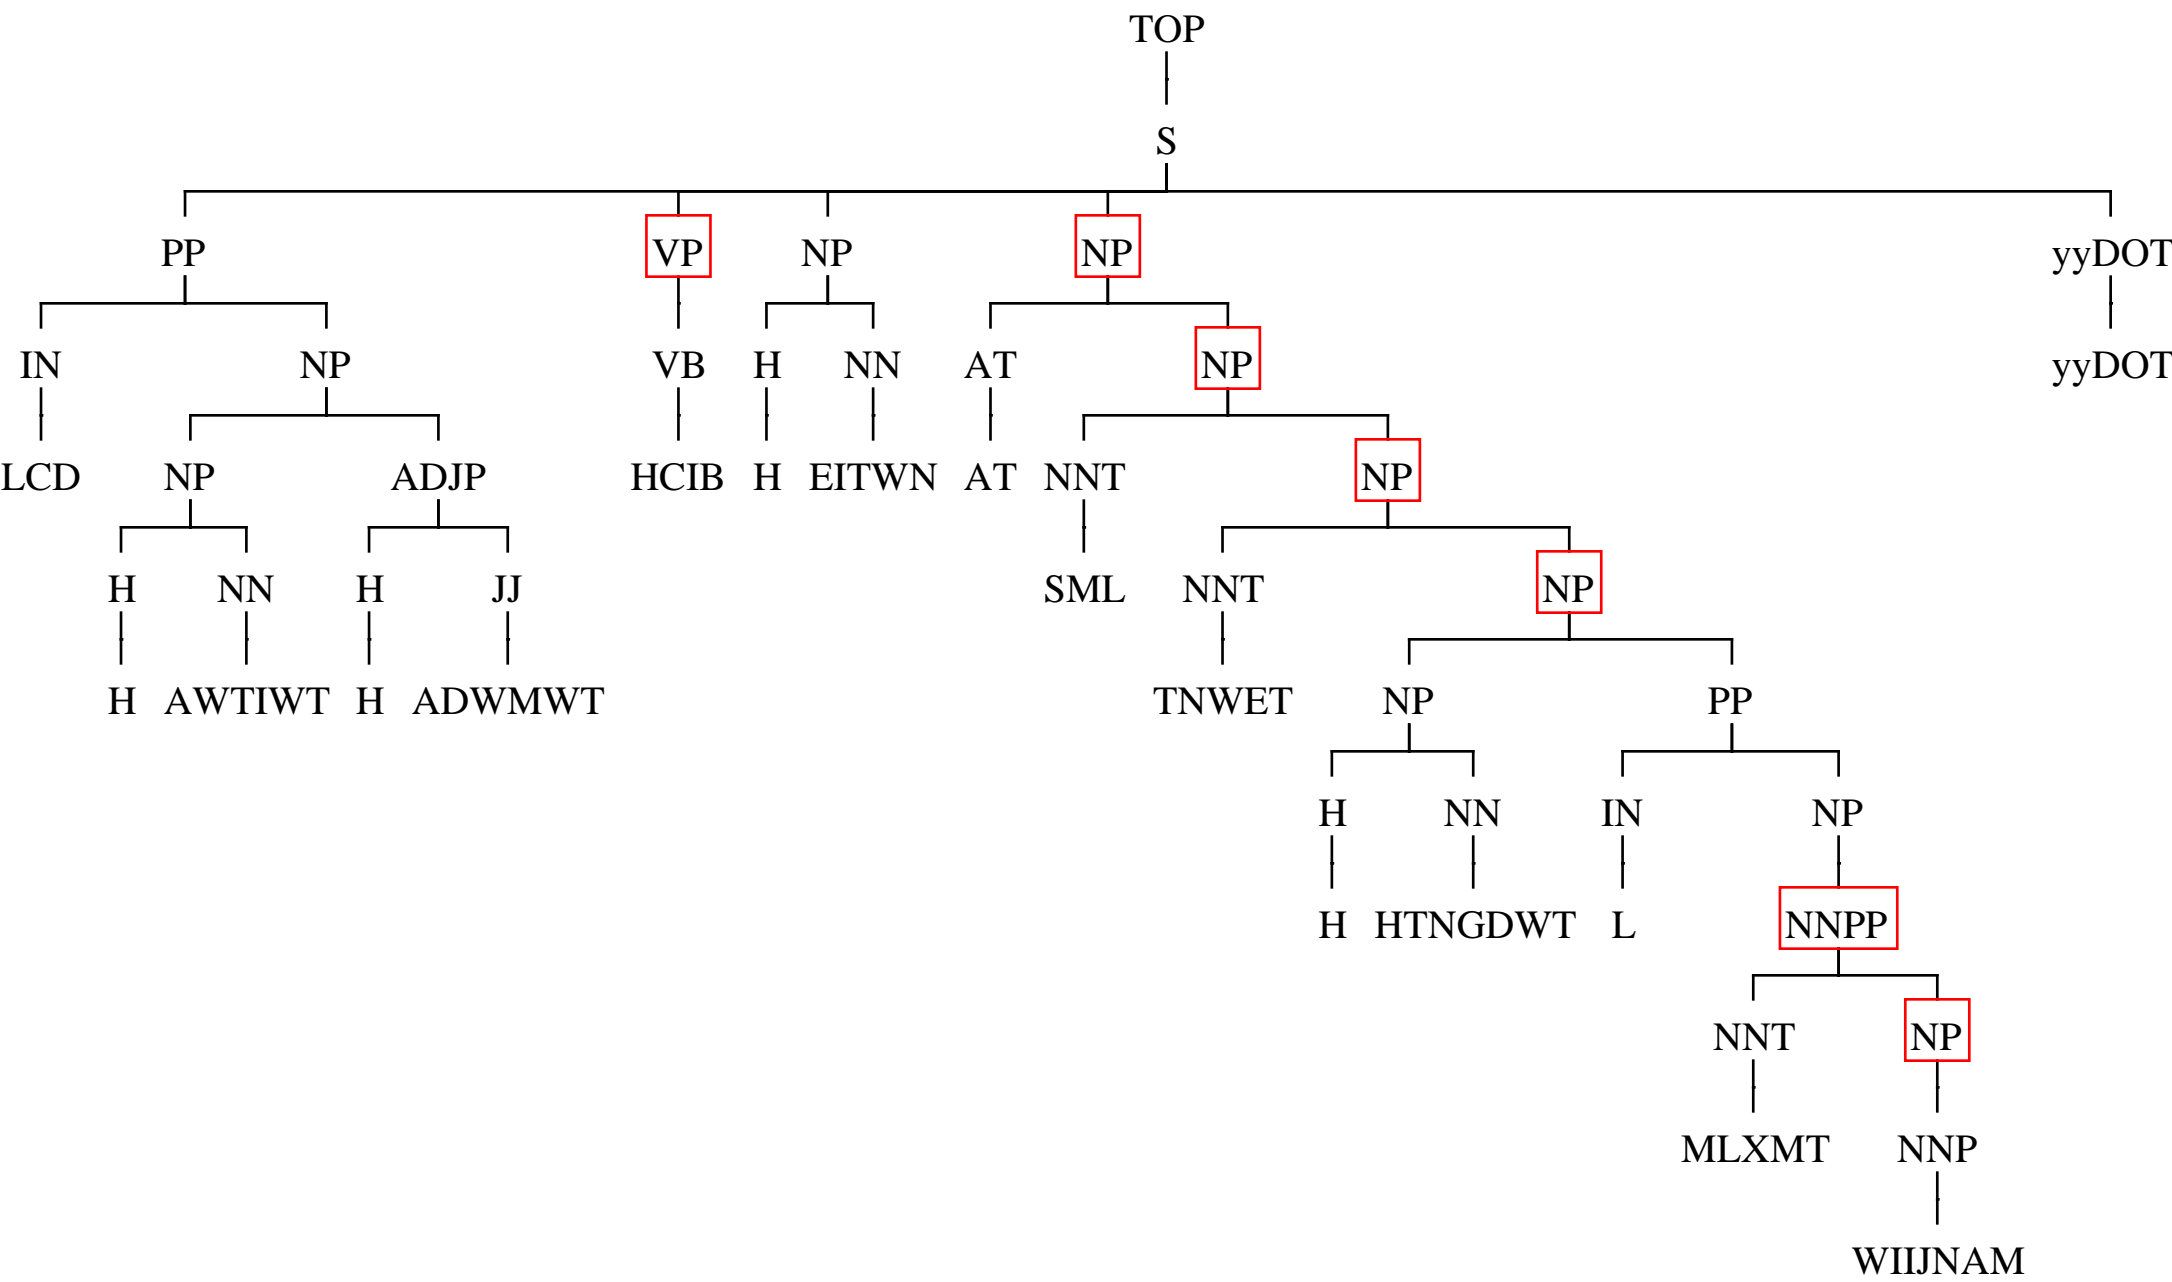 TOP
S
PP VP NP NP yyDOT
IN NP VB H NN AT NP yyDOT
LCD NP ADJP HCIB H EITWN AT NNT NP
H NN H JJ SML NNT NP
H AWTIWT H ADWMWT TNWET NP PP
H NN IN NP
H HTNGDWT L NNPP
NNT NP
MLXMT NNP
WIIJNAM